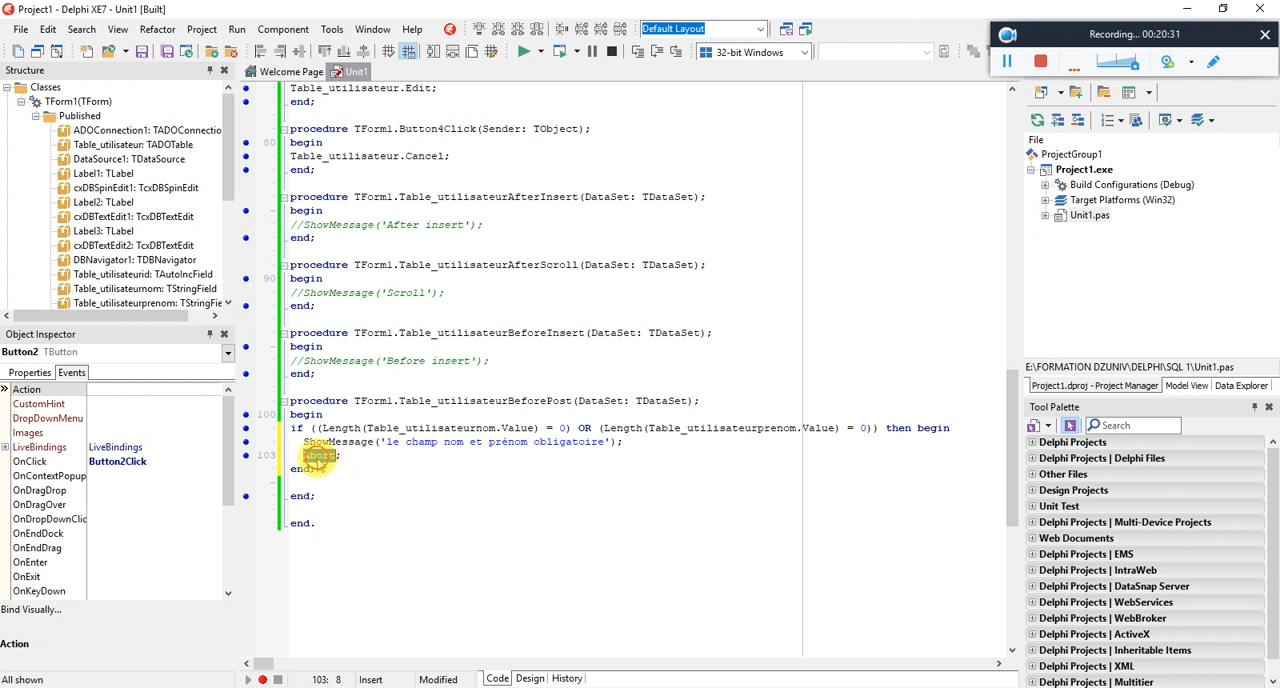 Project1 - Delphi XE7 - Unit1 [Built]
File Edit Search View Refactor Project Run Component Tools Window Help
Default Layout
32-bit Windows
Recording... 00:20:31
Structure
Classes
TForm1(TForm)
Published
ADOConnection1: TADOConnectio
Table_utilisateur: TADOTable
DataSource1: TDataSource
Label1: TLabel
cxDBSpinEdit1: TcxDBSpinEdit
Label2: TLabel
cxDBTextEdit1: TcxDBTextEdit
Label3: TLabel
cxDBTextEdit2: TcxDBTextEdit
DBNavigator1: TDBNavigator
Table_utilisateurid: TAutoIncField
Table_utilisateurnom: TStringField
Table_utilisateurprenom: TStringFie
Object Inspector
Button2 TButton
Properties Events
Action
CustomHint
DropDownMenu
Images
LiveBindings LiveBindings
OnClick Button2Click
OnContextPopup
OnDragDrop
OnDragOver
OnDropDownClic
OnEndDock
OnEndDrag
OnEnter
OnExit
OnKeyDown
Bind Visually...
Action
All shown
Welcome Page Unit1
Table_utilisateur.Edit;
end;
procedure TForm1.Button4Click(Sender: TObject);
80 begin
Table_utilisateur.Cancel;
end;
procedure TForm1.Table_utilisateurAfterInsert(DataSet: TDataSet);
begin
//ShowMessage('After insert');
end;
procedure TForm1.Table_utilisateurAfterScroll(DataSet: TDataSet);
90 begin
//ShowMessage('Scroll');
end;
procedure TForm1.Table_utilisateurBeforeInsert(DataSet: TDataSet);
begin
//ShowMessage('Before insert');
end;
procedure TForm1.Table_utilisateurBeforePost(DataSet: TDataSet);
100 begin
if ((Length(Table_utilisateurnom.Value) = 0) OR (Length(Table_utilisateurprenom.Value) = 0)) then begin
ShowMessage('le champ nom et prénom obligatoire');
103 abort;
end;
end;
end.
103: 8 Insert Modified Code Design History
File
ProjectGroup1
Project1.exe
Build Configurations (Debug)
Target Platforms (Win32)
Unit1.pas
E:\FORMATION DZUNIV\DELPHI\SQL 1\Unit1.pas
Project1.dproj - Project Manager Model View Data Explorer
Tool Palette
Search
Delphi Projects
Delphi Projects | Delphi Files
Other Files
Design Projects
Unit Test
Delphi Projects | Multi-Device Projects
Web Documents
Delphi Projects | EMS
Delphi Projects | IntraWeb
Delphi Projects | DataSnap Server
Delphi Projects | WebServices
Delphi Projects | WebBroker
Delphi Projects | ActiveX
Delphi Projects | Inheritable Items
Delphi Projects | XML
Delphi Projects | Multitier